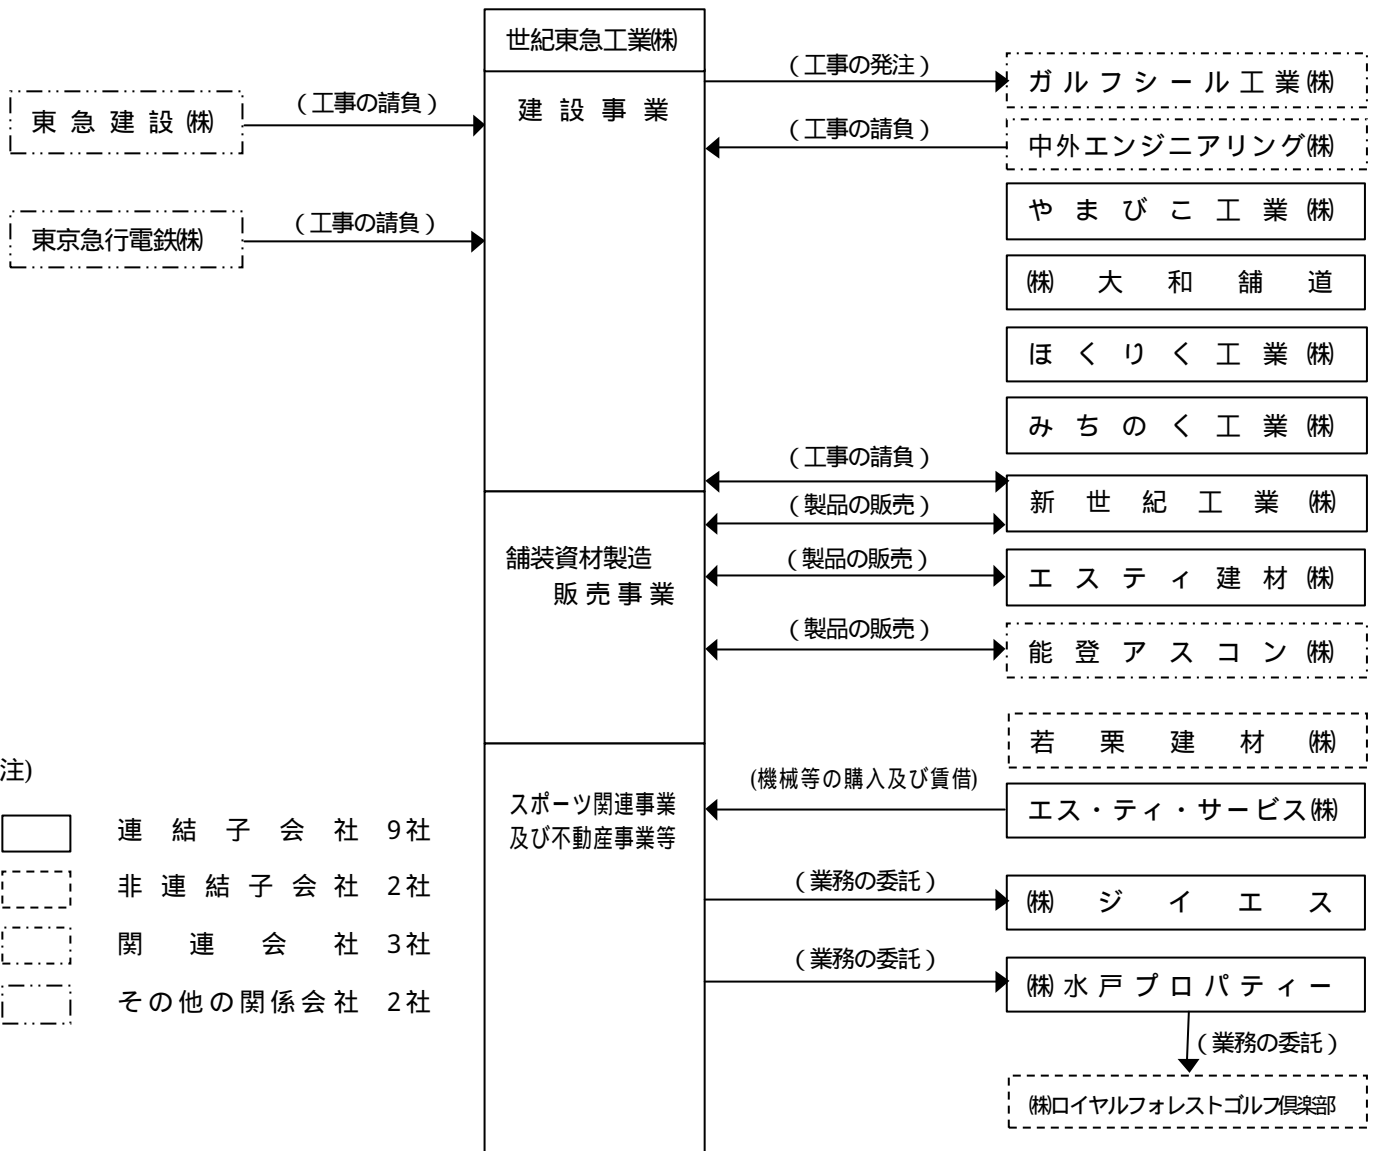 世紀東急工業㈱
建設事業
舗装資材製造
販売事業
スポーツ関連事業
及び不動産事業等
東急建設㈱
(工事の請負)
東京急行電鉄㈱
(工事の請負)
(工事の発注)
ガルフシール工業㈱
(工事の請負)
中外エンジニアリング㈱
やまびこ工業㈱
㈱大和舗道
ほくりく工業㈱
みちのく工業㈱
(工事の請負)
新世紀工業㈱
(製品の販売)
(製品の販売)
エスティ建材㈱
(製品の販売)
能登アスコン㈱
若栗建材㈱
(機械等の購入及び賃借)
エス・ティ・サービス㈱
(業務の委託)
㈱ジイエス
(業務の委託)
㈱水戸プロパティー
(業務の委託)
㈱ロイヤルフォレストゴルフ倶楽部
注)
連結子会社 9社
非連結子会社 2社
関連会社 3社
その他の関係会社 2社